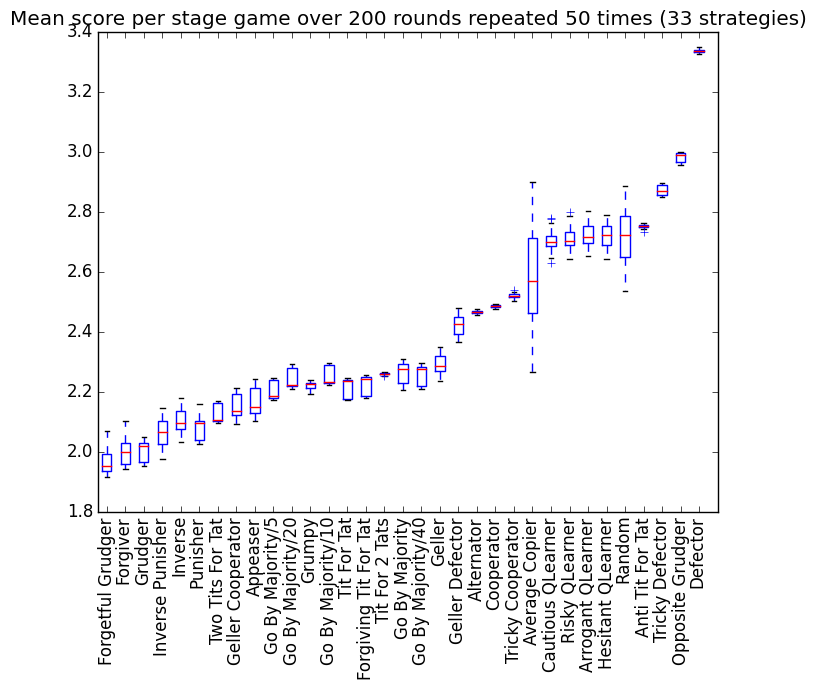 Mean score per stage game over 200 rounds repeated 50 times (33 strategies)
3.4
3.2
3.0
2.8
2.6
2.4
2.2
2.0
1.8
Forgetful Grudger
Forgiver
Grudger
Inverse Punisher
Inverse
Punisher
Two Tits For Tat
Geller Cooperator
Appeaser
Go By Majority/5
Go By Majority/20
Grumpy
Go By Majority/10
Tit For Tat
Forgiving Tit For Tat
Tit For 2 Tats
Go By Majority
Go By Majority/40
Geller
Geller Defector
Alternator
Cooperator
Tricky Cooperator
Average Copier
Cautious QLearner
Risky QLearner
Arrogant QLearner
Hesitant QLearner
Random
Anti Tit For Tat
Tricky Defector
Opposite Grudger
Defector